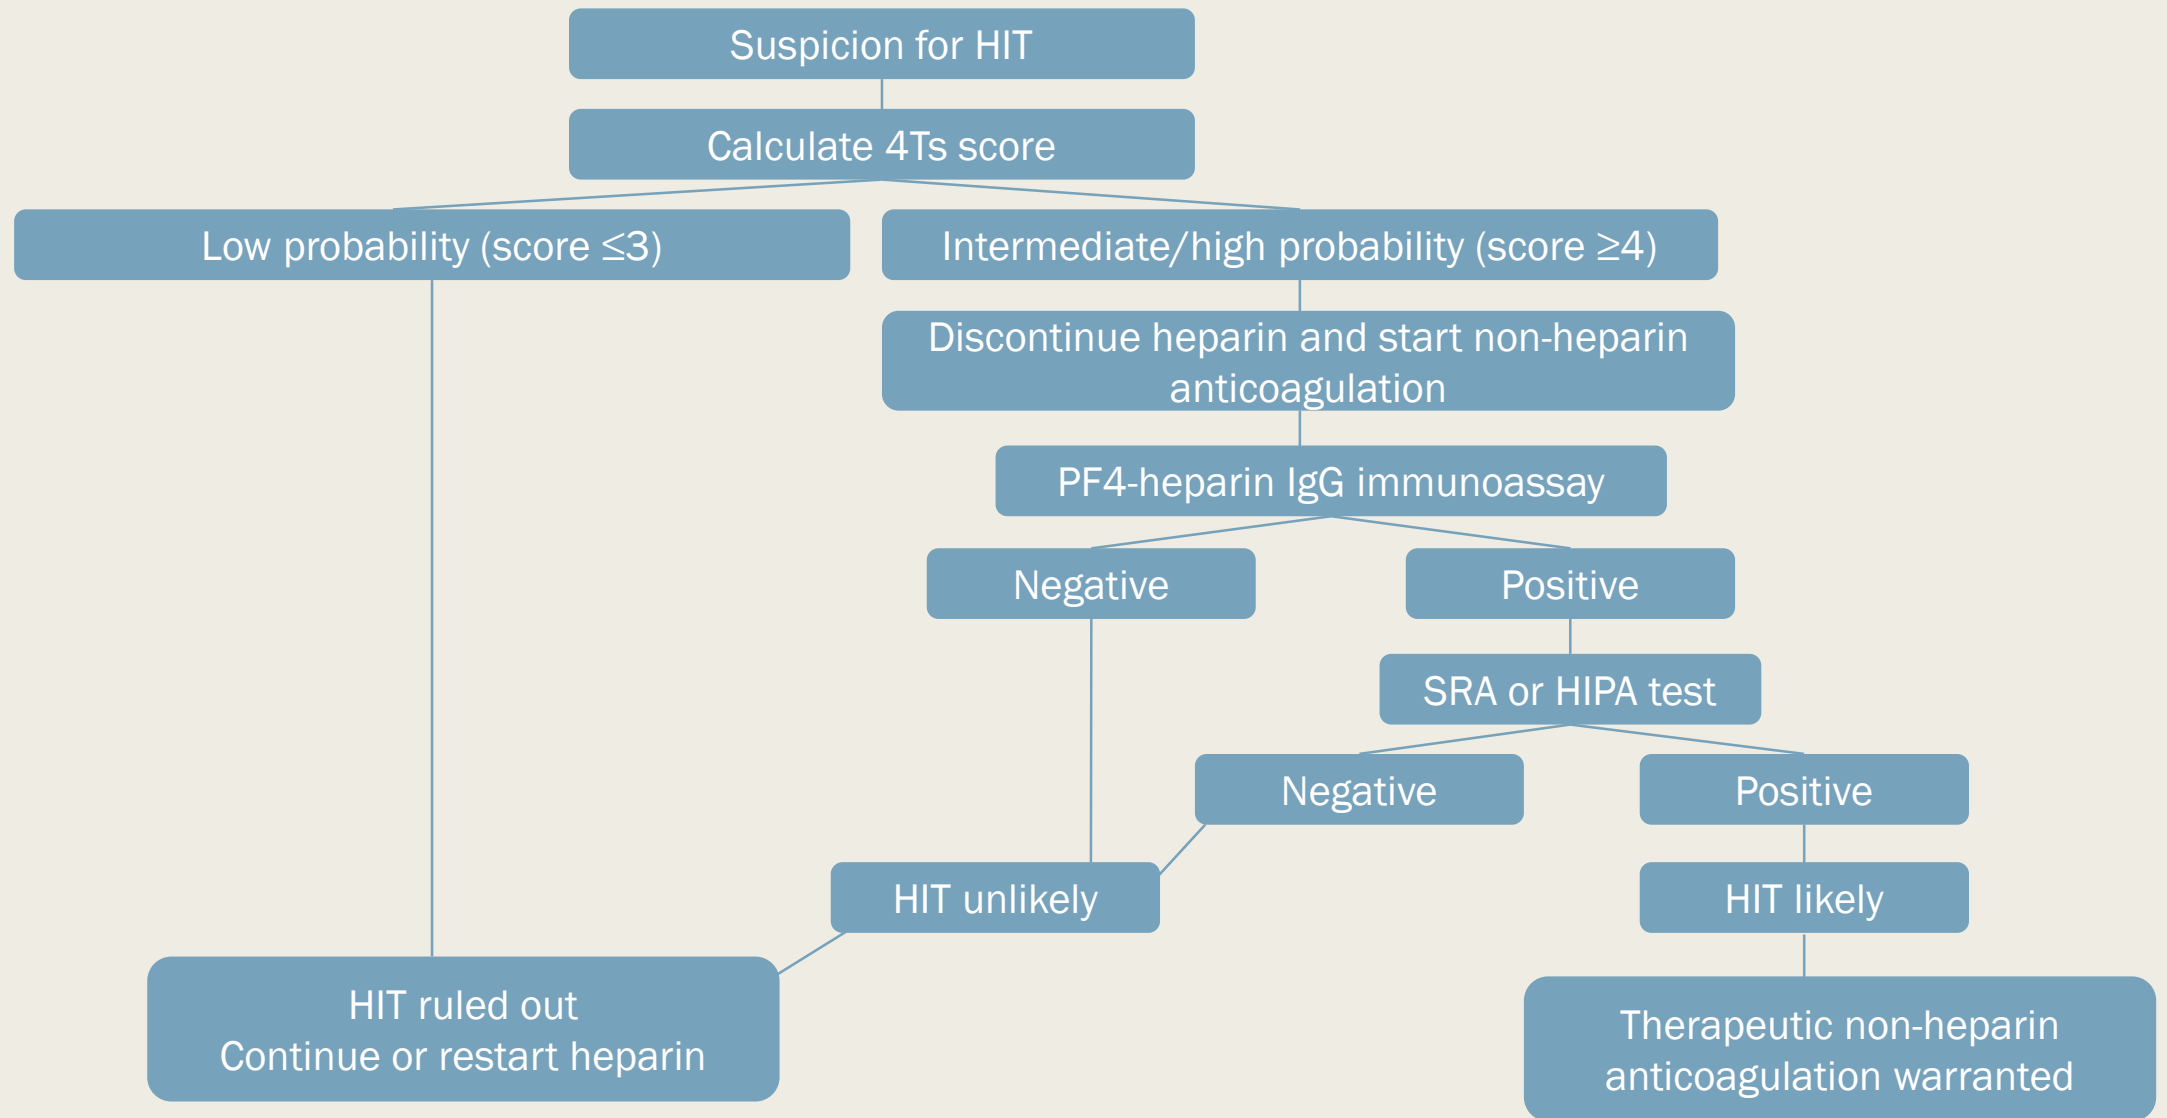 Suspicion for HIT
Calculate 4Ts score
Low probability (score ≤3)
Intermediate/high probability (score ≥4)
Discontinue heparin and start non-heparin
anticoagulation
PF4-heparin IgG immunoassay
Negative
Positive
SRA or HIPA test
Negative
Positive
HIT unlikely
HIT likely
HIT ruled out
Continue or restart heparin
Therapeutic non-heparin
anticoagulation warranted